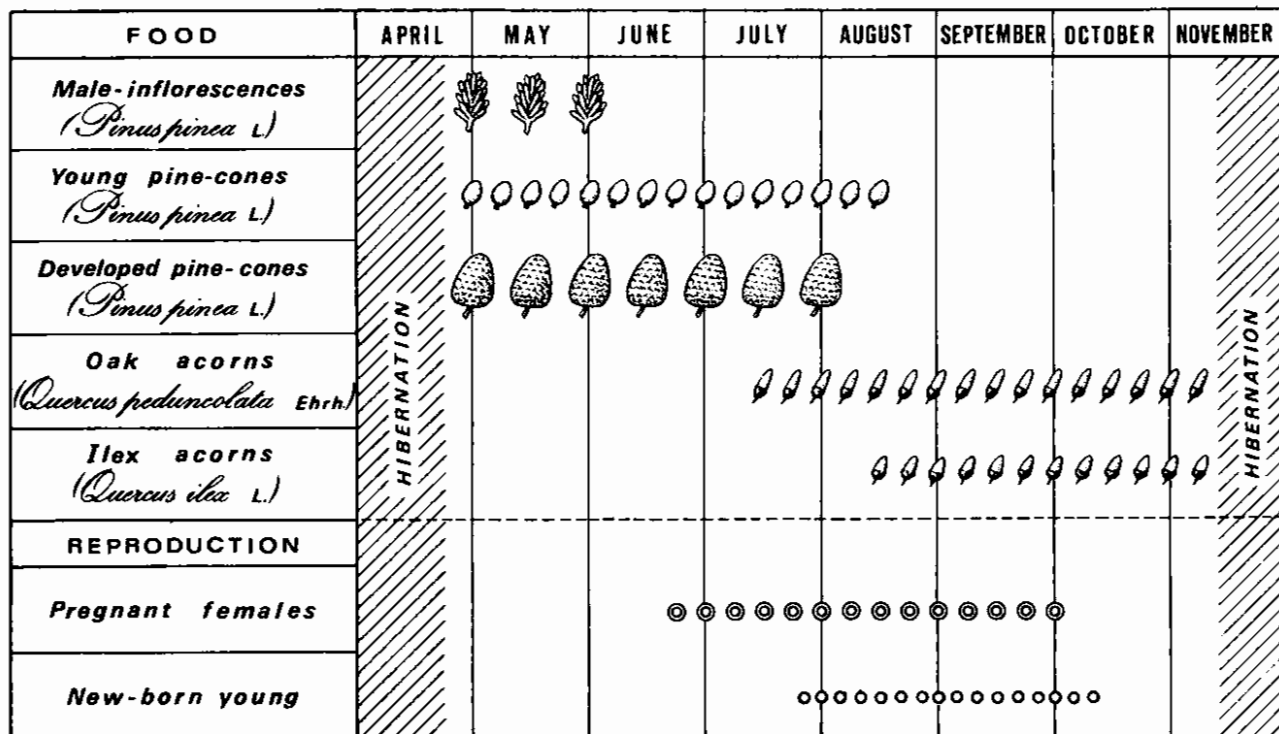 FOOD APRIL MAY JUNE JULY AUGUST SEPTEMBER OCTOBER NOVEMBER
Male-inflorescences
(Pinus pinea L.)
Young pine-cones
(Pinus pinea L.)
Developed pine-cones
(Pinus pinea L.)
Oak acorns
(Quercus peduncolata Ehrh.)
Ilex acorns
(Quercus ilex L.)
HIBERNATION
HIBERNATION
REPRODUCTION
Pregnant females
New-born young